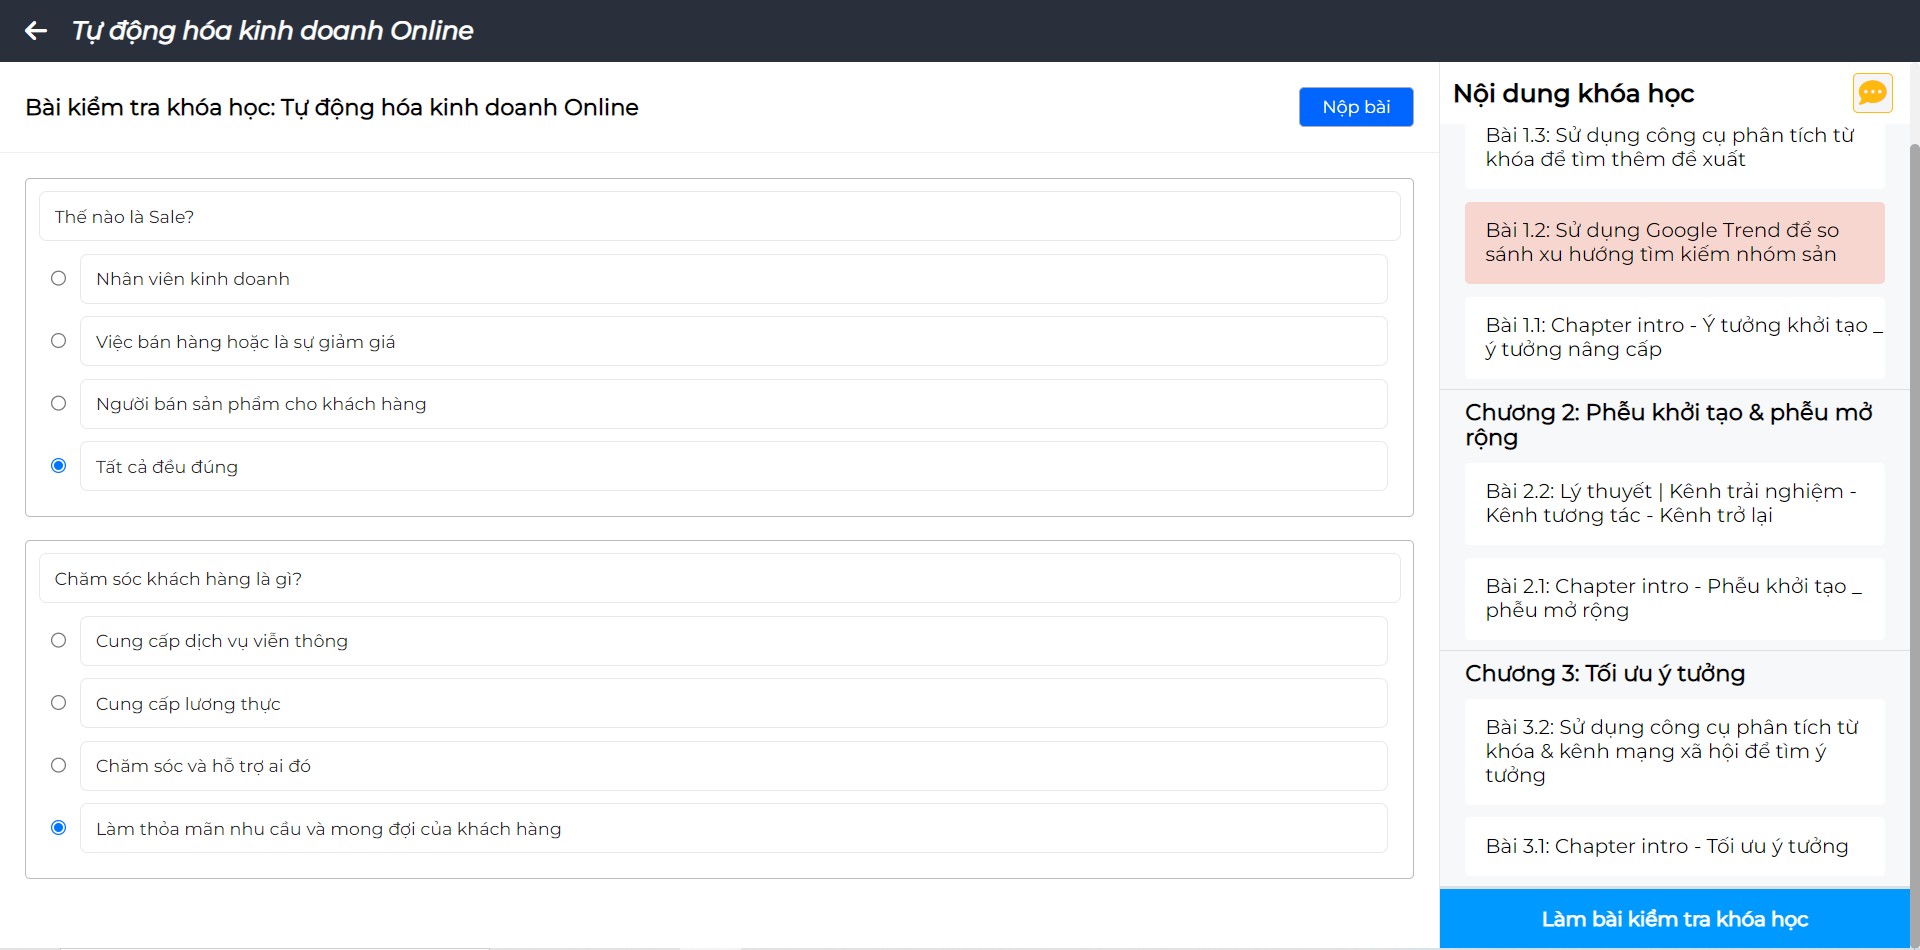 Tự động hóa kinh doanh Online
Bài kiểm tra khóa học: Tự động hóa kinh doanh Online
Nộp bài
Thế nào là Sale?
Nhân viên kinh doanh
Việc bán hàng hoặc là sự giảm giá
Người bán sản phẩm cho khách hàng
Tất cả đều đúng
Chăm sóc khách hàng là gì?
Cung cấp dịch vụ viễn thông
Cung cấp lương thực
Chăm sóc và hỗ trợ ai đó
Làm thỏa mãn nhu cầu và mong đợi của khách hàng
Nội dung khóa học
Bài 1.3: Sử dụng công cụ phân tích từ
khóa để tìm thêm đề xuất
Bài 1.2: Sử dụng Google Trend để so
sánh xu hướng tìm kiếm nhóm sản
Bài 1.1: Chapter intro - Ý tưởng khởi tạo _
ý tưởng nâng cấp
Chương 2: Phễu khởi tạo & phễu mở
rộng
Bài 2.2: Lý thuyết | Kênh trải nghiệm -
Kênh tương tác - Kênh trở lại
Bài 2.1: Chapter intro - Phễu khởi tạo _
phễu mở rộng
Chương 3: Tối ưu ý tưởng
Bài 3.2: Sử dụng công cụ phân tích từ
khóa & kênh mạng xã hội để tìm ý
tưởng
Bài 3.1: Chapter intro - Tối ưu ý tưởng
Làm bài kiểm tra khóa học